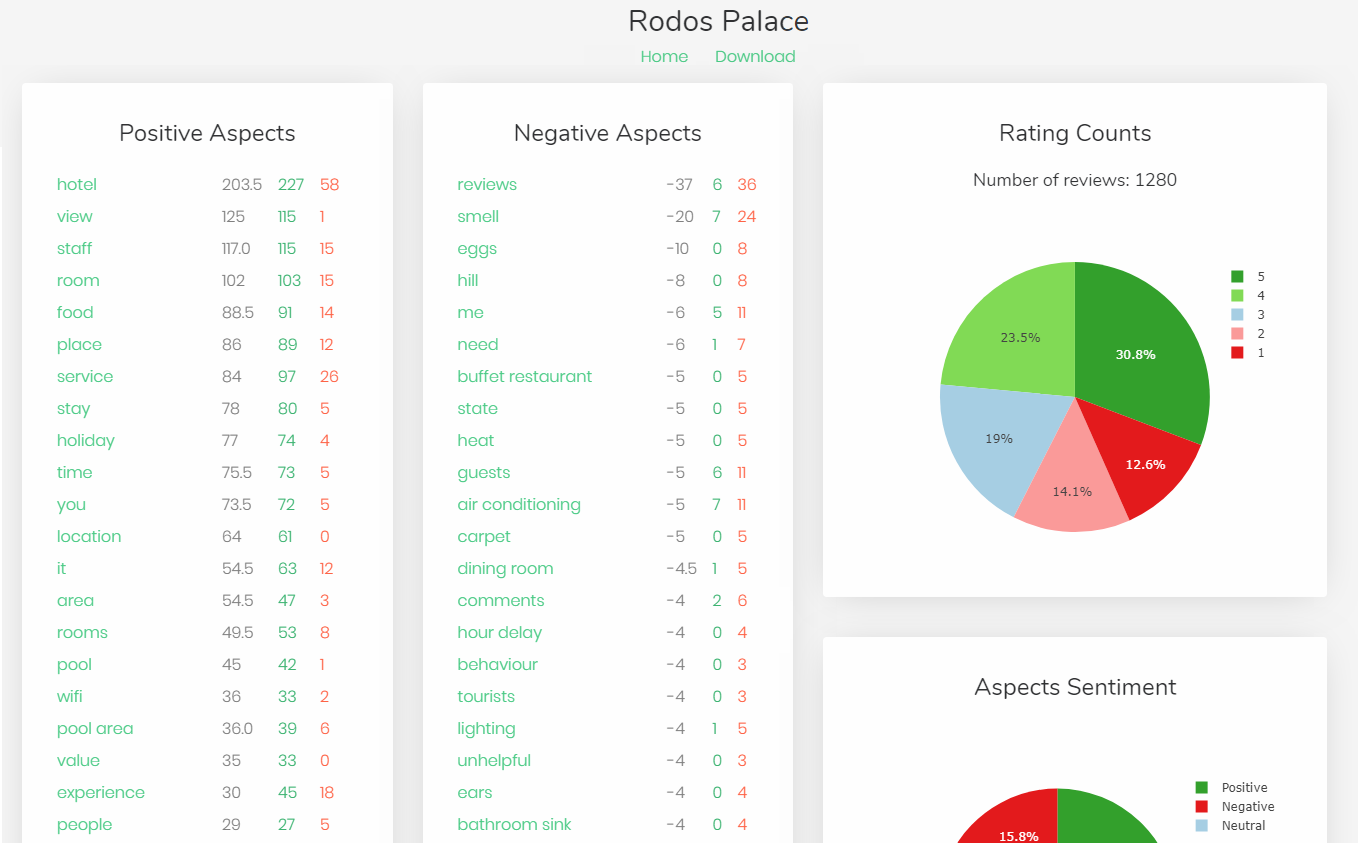 Rodos Palace
Home Download
Positive Aspects
hotel 203.5 227 58
view 125 115 1
staff 117.0 115 15
room 102 103 15
food 88.5 91 14
place 86 89 12
service 84 97 26
stay 78 80 5
holiday 77 74 4
time 75.5 73 5
you 73.5 72 5
location 64 61 0
it 54.5 63 12
area 54.5 47 3
rooms 49.5 53 8
pool 45 42 1
wifi 36 33 2
pool area 36.0 39 6
value 35 33 0
experience 30 45 18
people 29 27 5
Negative Aspects
reviews -37 6 36
smell -20 7 24
eggs -10 0 8
hill -8 0 8
me -6 5 11
need -6 1 7
buffet restaurant -5 0 5
state -5 0 5
heat -5 0 5
guests -5 6 11
air conditioning -5 7 11
carpet -5 0 5
dining room -4.5 1 5
comments -4 2 6
hour delay -4 0 4
behaviour -4 0 3
tourists -4 0 3
lighting -4 1 5
unhelpful -4 0 3
ears -4 0 4
bathroom sink -4 0 4
Rating Counts
Number of reviews: 1280
5
4
3
2
1
23.5%
30.8%
19%
12.6%
14.1%
Aspects Sentiment
Positive
Negative
Neutral
15.8%